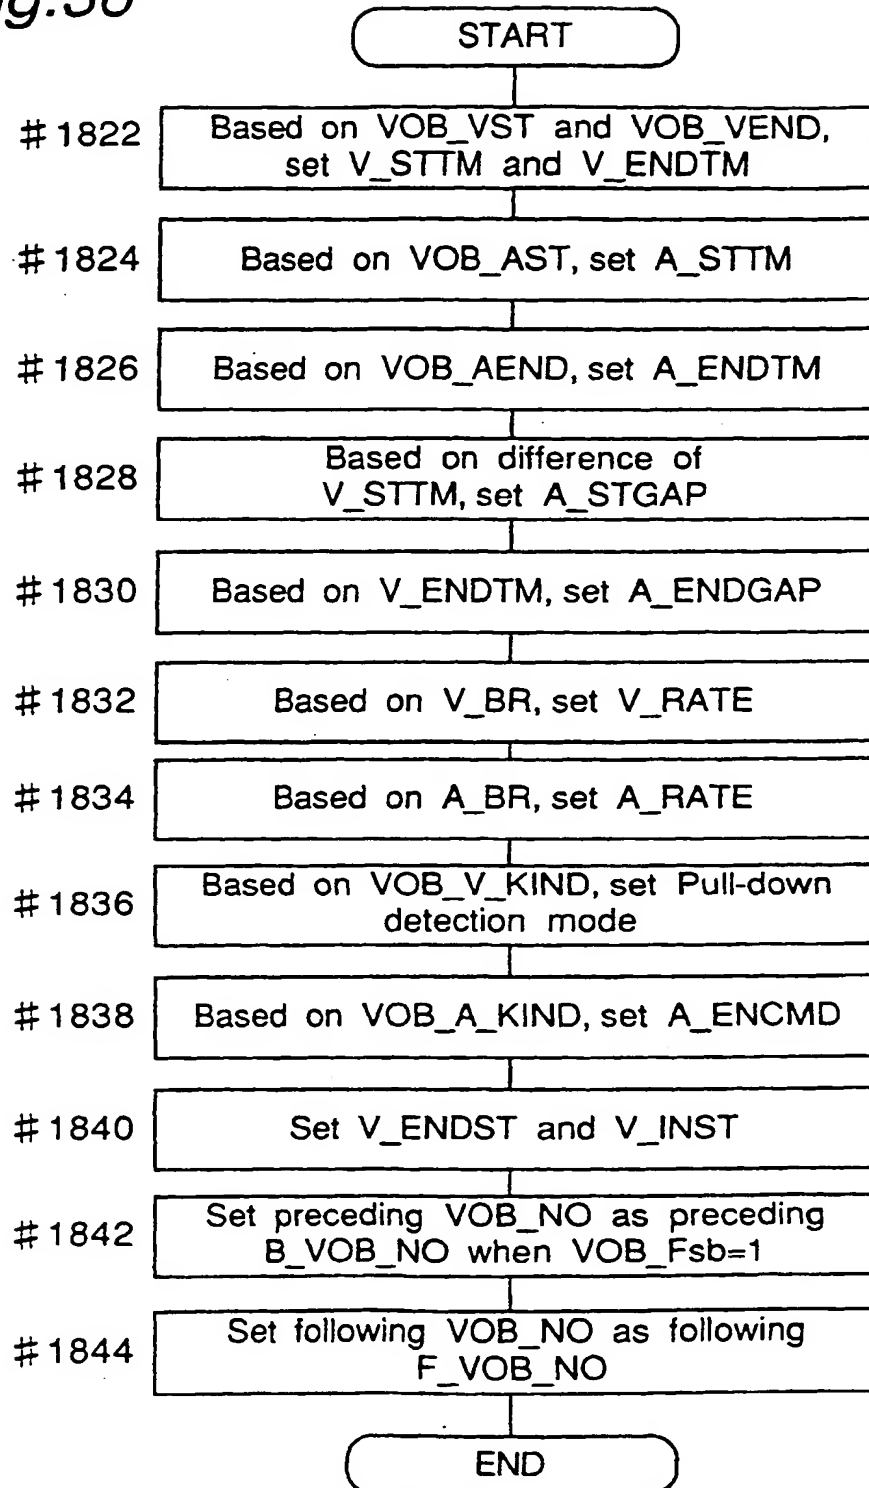 START
#1822
Based on VOB_VST and VOB_VEND,
set V_STTM and V_ENDTM
#1824
Based on VOB_AST, set A_STTM
#1826
Based on VOB_AEND, set A_ENDTM
#1828
Based on difference of
V_STTM, set A_STGAP
#1830
Based on V_ENDTM, set A_ENDGAP
#1832
Based on V_BR, set V_RATE
#1834
Based on A_BR, set A_RATE
#1836
Based on VOB_V_KIND, set Pull-down
detection mode
#1838
Based on VOB_A_KIND, set A_ENCMD
#1840
Set V_ENDST and V_INST
#1842
Set preceding VOB_NO as preceding
B_VOB_NO when VOB_Fsb=1
#1844
Set following VOB_NO as following
F_VOB_NO
END